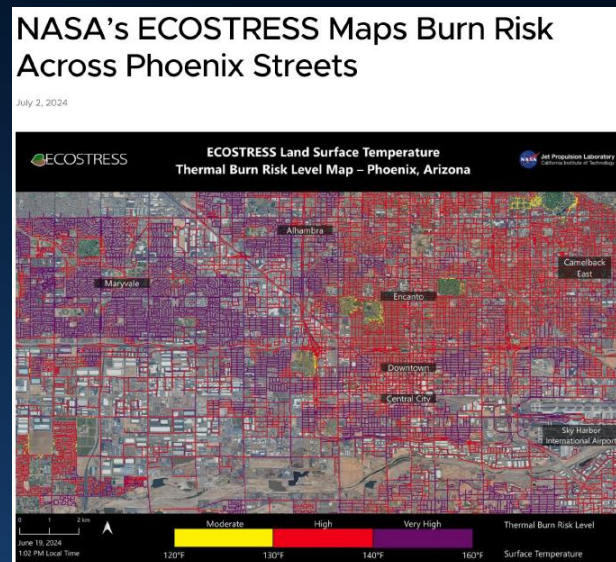 NASA's ECOSTRESS Maps Burn Risk
Across Phoenix Streets
July 2, 2024
ECOSTRESS
ECOSTRESS Land Surface Temperature
Thermal Burn Risk Level Map – Phoenix, Arizona
NASA
Jet Propulsion Laboratory
California Institute of Technology
Alhambra
Camelback
East
Maryvale
Encanto
Downtown
Central City
Sky Harbor
International Airport
0 1 2 km
June 19, 2024
1:02 PM Local Time
Moderate High Very High Thermal Burn Risk Level
120°F 130°F 140°F 160°F Surface Temperature